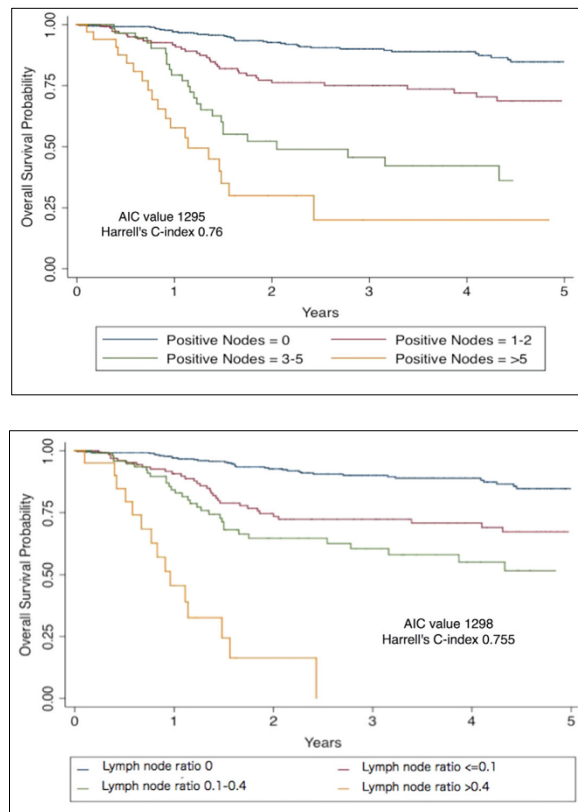 1.00
0.75
0.50
0.25
0.00
Overall Survival Probability
AIC value 1295
Harrell's C-index 0.76
0 1 2 3 4 5
Years
Positive Nodes = 0 Positive Nodes = 1-2
Positive Nodes = 3-5 Positive Nodes = >5
1.00
0.75
0.50
0.25
0.00
Overall Survival Probability
AIC value 1298
Harrell's C-index 0.755
0 1 2 3 4 5
Years
Lymph node ratio 0 Lymph node ratio <=0.1
Lymph node ratio 0.1-0.4 Lymph node ratio >0.4